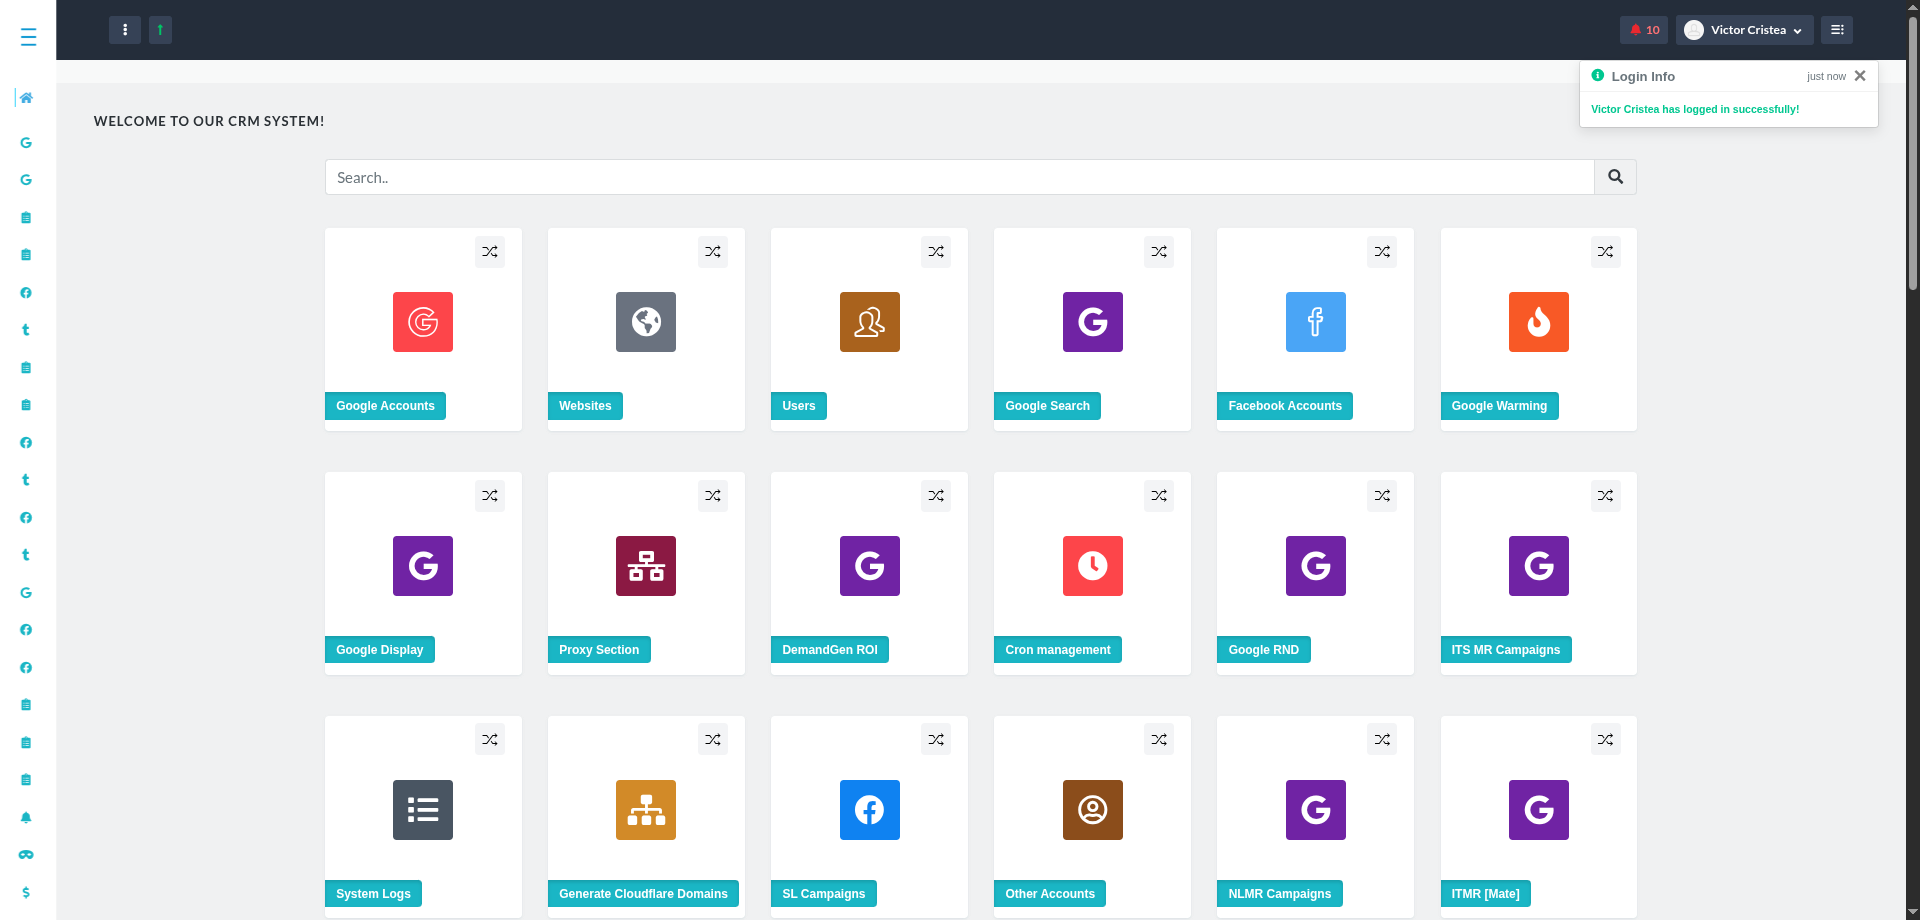 10
Victor Cristea
Login Info
just now
Victor Cristea has logged in successfully!
WELCOME TO OUR CRM SYSTEM!
Search..
Google Accounts
Websites
Users
Google Search
Facebook Accounts
Google Warming
Google Display
Proxy Section
DemandGen ROI
Cron management
Google RND
ITS MR Campaigns
System Logs
Generate Cloudflare Domains
SL Campaigns
Other Accounts
NLMR Campaigns
ITMR [Mate]